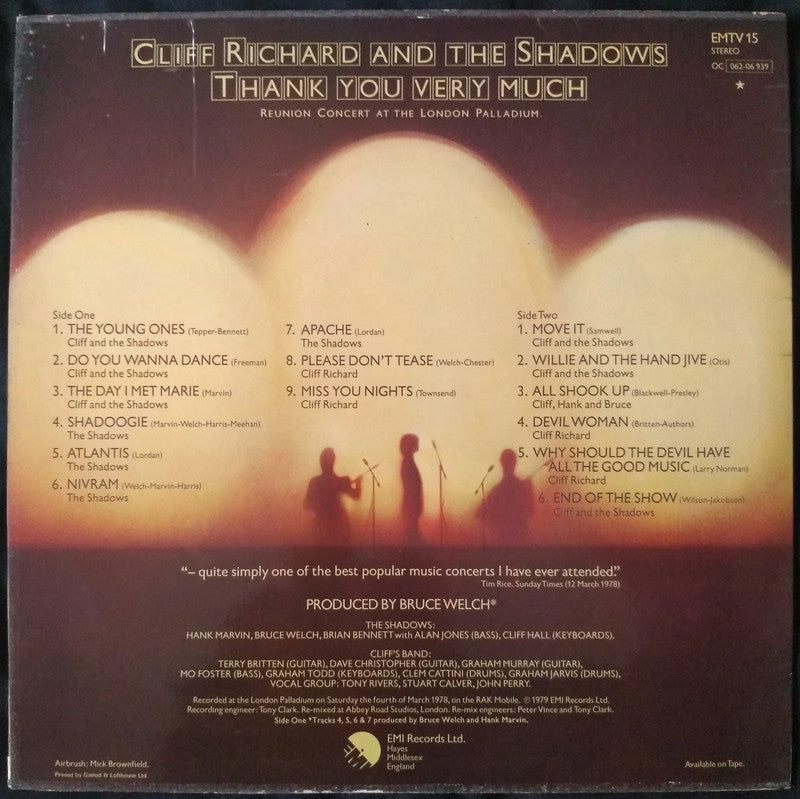 CLIFF RICHARD AND THE SHADOWS
THANK YOU VERY MUCH
REUNION CONCERT AT THE LONDON PALLADIUM.
EMTV 15
STEREO
OC 062-06 939
★
Side One
1. THE YOUNG ONES (Tepper-Bennett)
Cliff and the Shadows
2. DO YOU WANNA DANCE (Freeman)
Cliff and the Shadows
3. THE DAY I MET MARIE (Marvin)
Cliff and the Shadows
4. SHADOOGIE (Marvin-Welch-Harris-Meehan)
The Shadows
5. ATLANTIS (Lordan)
The Shadows
6. NIVRAM (Welch-Marvin-Harris)
The Shadows
7. APACHE (Lordan)
The Shadows
8. PLEASE DON'T TEASE (Welch-Chester)
Cliff Richard
9. MISS YOU NIGHTS (Townsend)
Cliff Richard
Side Two
1. MOVE IT (Samwell)
Cliff and the Shadows
2. WILLIE AND THE HAND JIVE (Otis)
Cliff and the Shadows
3. ALL SHOOK UP (Blackwell-Presley)
Cliff, Hank and Bruce
4. DEVIL WOMAN (Britten-Authors)
Cliff Richard
5. WHY SHOULD THE DEVIL HAVE
ALL THE GOOD MUSIC (Larry Norman)
Cliff Richard
6. END OF THE SHOW (Wilson-Jakobson)
Cliff and the Shadows
“– quite simply one of the best popular music concerts I have ever attended.”
Tim Rice. Sunday Times (12 March 1978)
PRODUCED BY BRUCE WELCH*
THE SHADOWS:
HANK MARVIN, BRUCE WELCH, BRIAN BENNETT with ALAN JONES (BASS), CLIFF HALL (KEYBOARDS).
CLIFF'S BAND:
TERRY BRITTEN (GUITAR), DAVE CHRISTOPHER (GUITAR), GRAHAM MURRAY (GUITAR),
MO FOSTER (BASS), GRAHAM TODD (KEYBOARDS), CLEM CATTINI (DRUMS), GRAHAM JARVIS (DRUMS),
VOCAL GROUP: TONY RIVERS, STUART CALVER, JOHN PERRY.
Recorded at the London Palladium on Saturday the fourth of March 1978, on the RAK Mobile. ℗ 1979 EMI Records Ltd.
Recording engineer: Tony Clark. Re-mixed at Abbey Road Studios, London. Re-mix engineers: Peter Vince and Tony Clark.
Side One *Tracks 4, 5, 6 & 7 produced by Bruce Welch and Hank Marvin.
EMI Records Ltd.
Hayes
Middlesex
England
Airbrush: Mick Brownfield.
Printed by Garrod & Lofthouse Ltd.
Available on Tape.